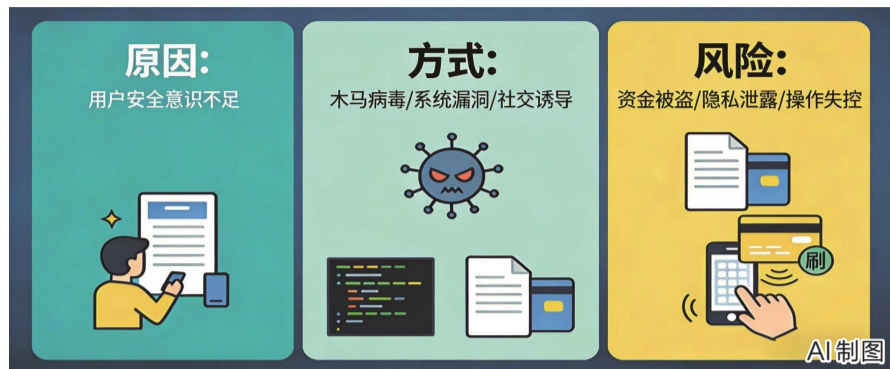 原因:
用户安全意识不足
方式:
木马病毒/系统漏洞/社交诱导
风险:
资金被盗/隐私泄露/操作失控
刷
AI制图